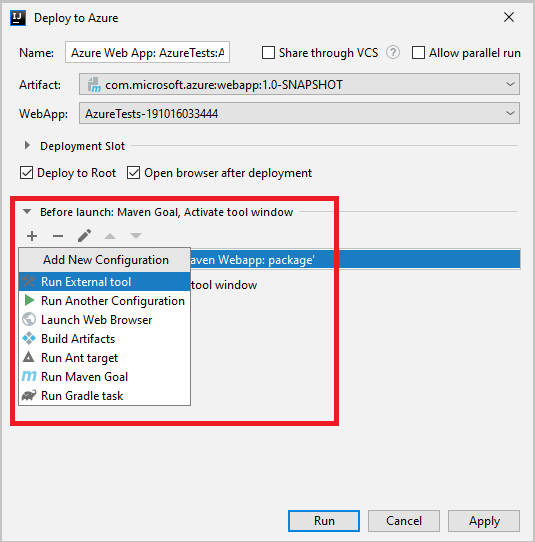 Deploy to Azure
Name: Azure Web App: AzureTests:A Share through VCS ? Allow parallel run
Artifact: com.microsoft.azure:webapp:1.0-SNAPSHOT
WebApp: AzureTests-191016033444
Deployment Slot
Deploy to Root Open browser after deployment
Before launch: Maven Goal, Activate tool window
Add New Configuration aven Webapp: package'
Run External tool tool window
Run Another Configuration
Launch Web Browser
Build Artifacts
Run Ant target
Run Maven Goal
Run Gradle task
Run Cancel Apply